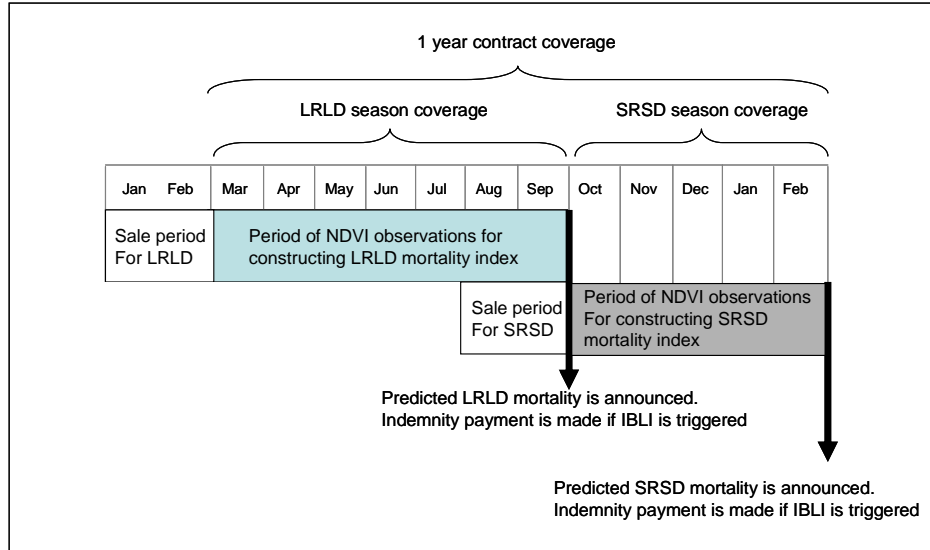 1 year contract coverage
LRLD season coverage
SRSD season coverage
Jan Feb Mar Apr May Jun Jul Aug Sep Oct Nov Dec Jan Feb
Sale period
For LRLD
Period of NDVI observations for
constructing LRLD mortality index
Sale period
For SRSD
Period of NDVI observations
For constructing SRSD
mortality index
Predicted LRLD mortality is announced.
Indemnity payment is made if IBLI is triggered
Predicted SRSD mortality is announced.
Indemnity payment is made if IBLI is triggered